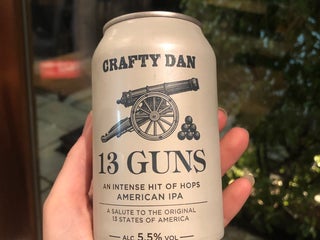 CRAFTY DAN
13 GUNS
AN INTENSE HIT OF HOPS
AMERICAN IPA
A SALUTE TO THE ORIGINAL
13 STATES OF AMERICA
ALC 5.5% VOL